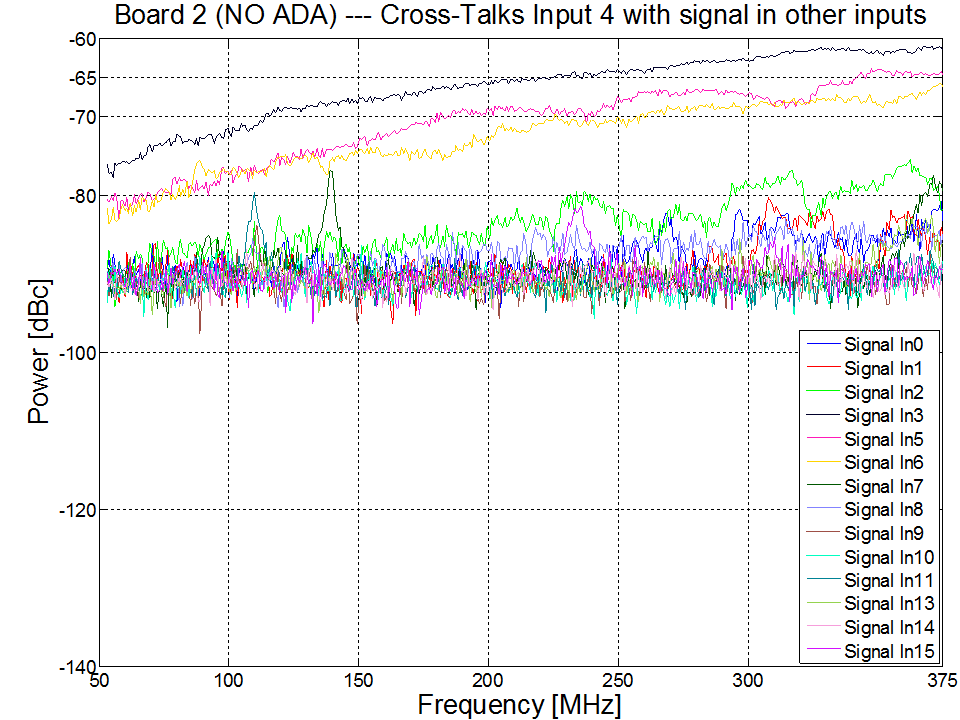 Board 2 (NO ADA) --- Cross-Talks Input 4 with signal in other inputs
-60
-65
-70
-80
-100
-120
-140
Power [dBc]
50
100
150
200
250
300
375
Frequency [MHz]
Signal In0
Signal In1
Signal In2
Signal In3
Signal In5
Signal In6
Signal In7
Signal In8
Signal In9
Signal In10
Signal In11
Signal In13
Signal In14
Signal In15